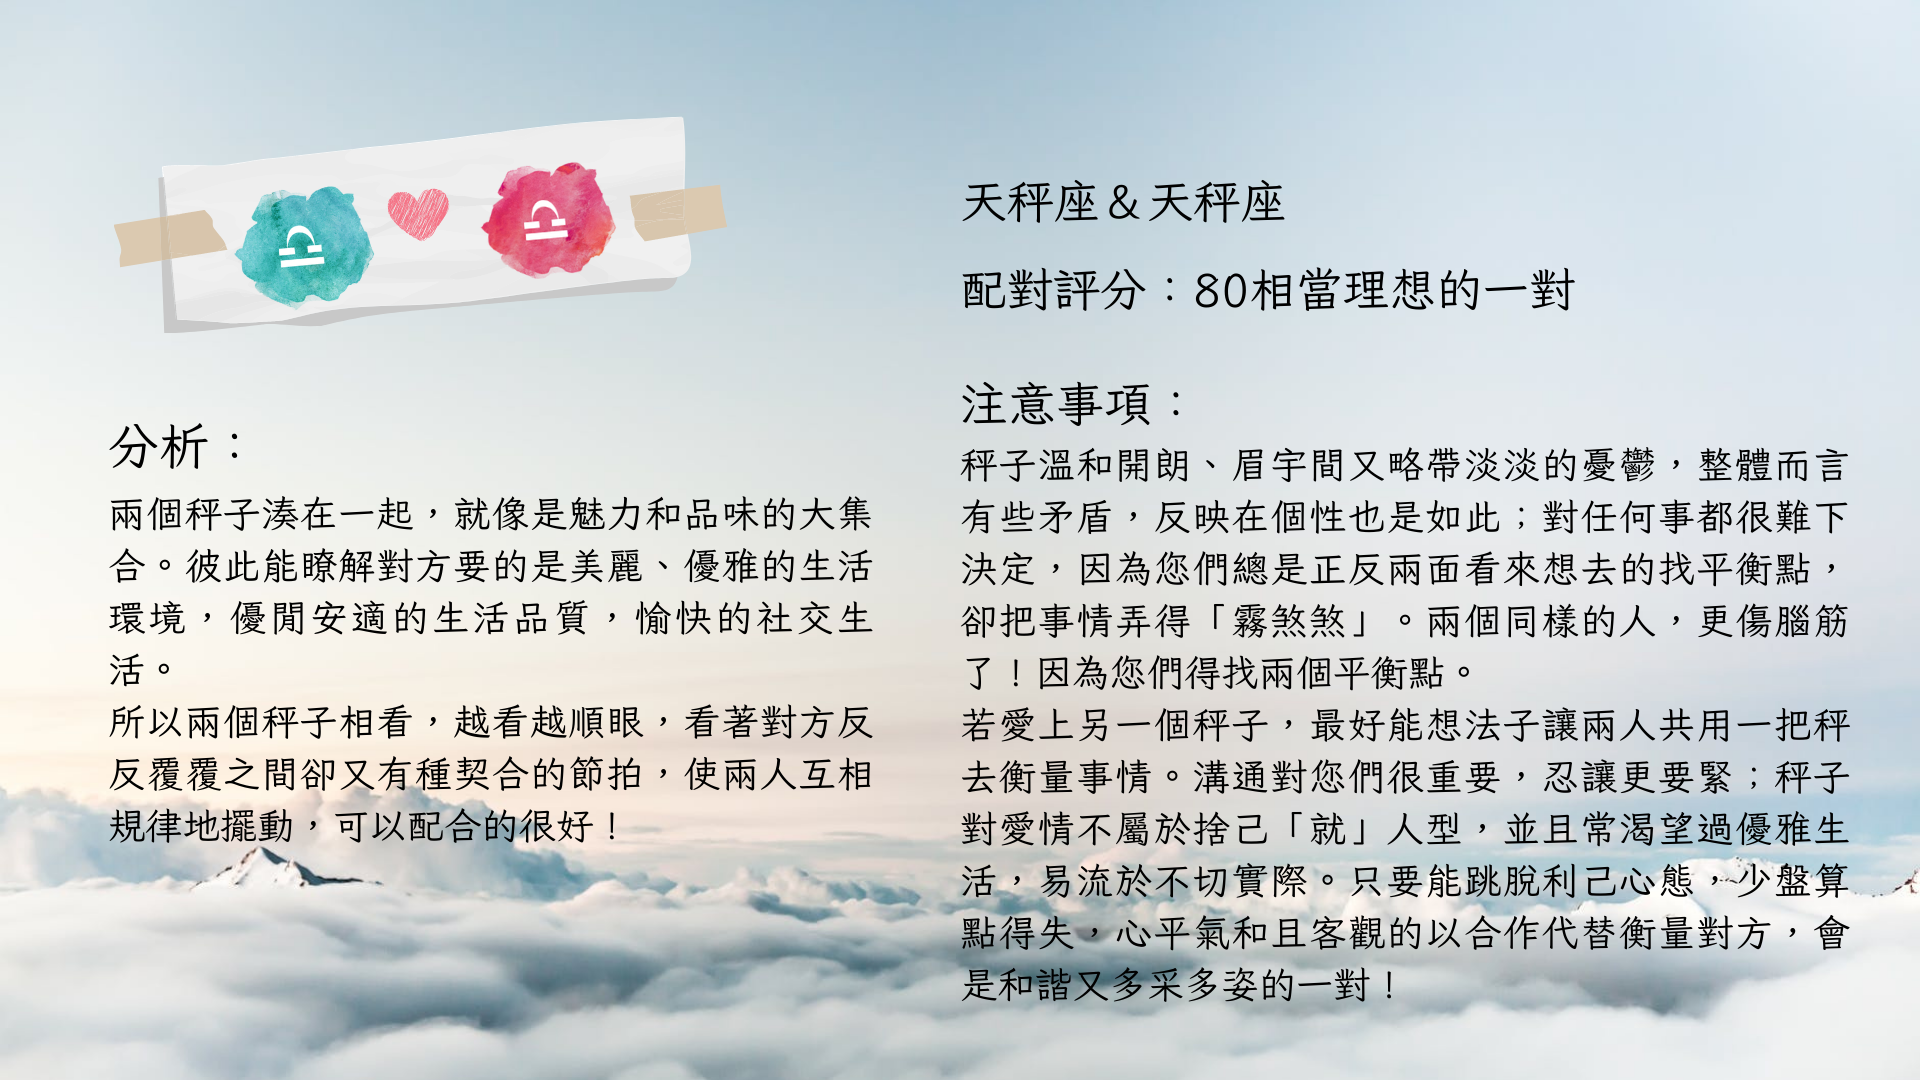 天秤座＆天秤座
配對評分：80相當理想的一對
分析：
兩個秤子湊在一起，就像是魅力和品味的大集
合。彼此能瞭解對方要的是美麗、優雅的生活
環境，優閒安適的生活品質，愉快的社交生
活。
所以兩個秤子相看，越看越順眼，看著對方反
反覆覆之間卻又有種契合的節拍，使兩人互相
規律地擺動，可以配合的很好！
注意事項：
秤子溫和開朗、眉宇間又略帶淡淡的憂鬱，整體而言
有些矛盾，反映在個性也是如此；對任何事都很難下
決定，因為您們總是正反兩面看來想去的找平衡點，
卻把事情弄得「霧煞煞」。兩個同樣的人，更傷腦筋
了！因為您們得找兩個平衡點。
若愛上另一個秤子，最好能想法子讓兩人共用一把秤
去衡量事情。溝通對您們很重要，忍讓更要緊；秤子
對愛情不屬於捨己「就」人型，並且常渴望過優雅生
活，易流於不切實際。只要能跳脫利己心態，少盤算
點得失，心平氣和且客觀的以合作代替衡量對方，會
是和諧又多采多姿的一對！